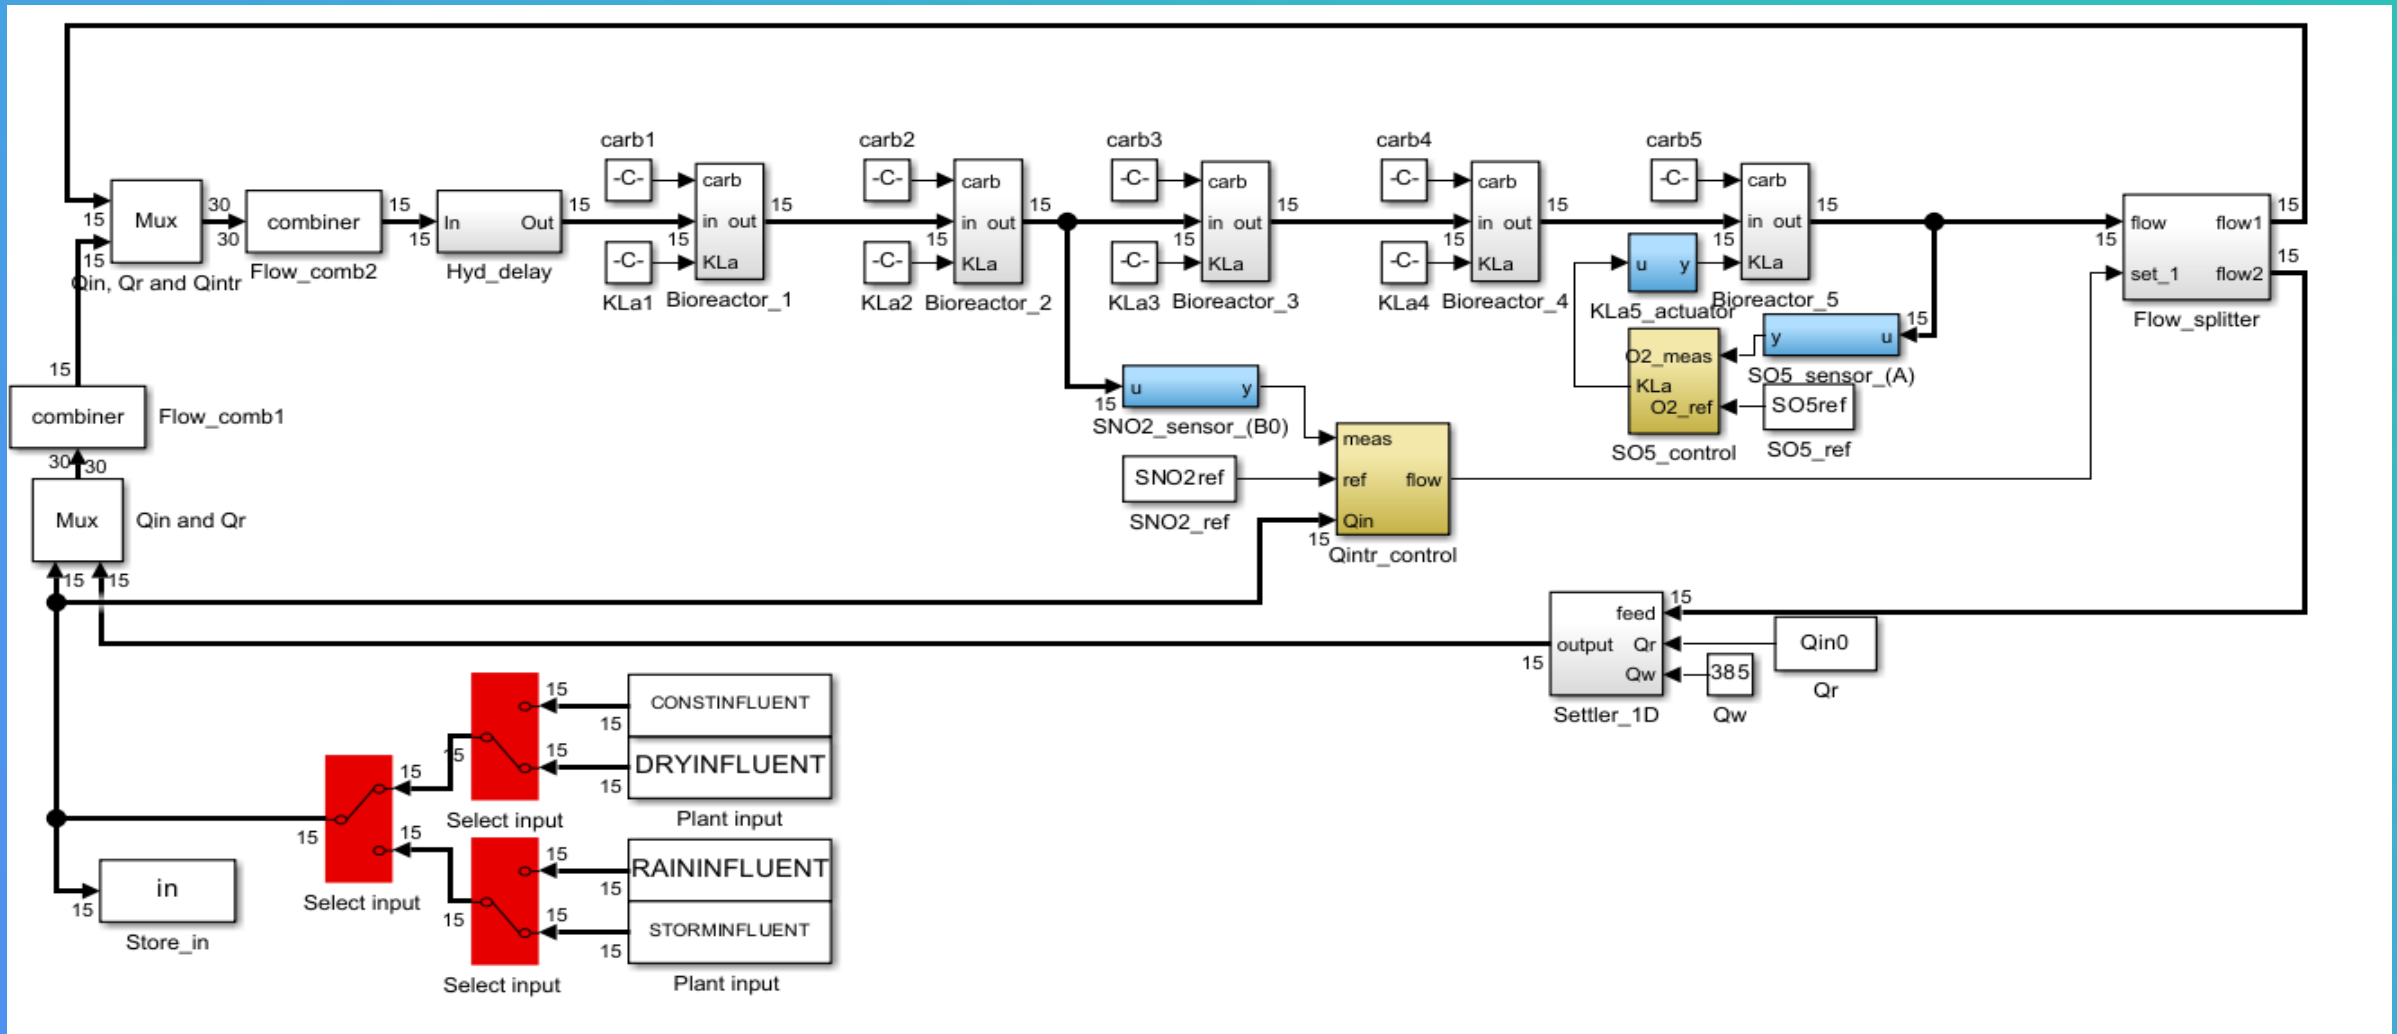 carb1
carb2
carb3
carb4
carb5
-C-
carb
-C-
carb
-C-
carb
-C-
carb
-C-
carb
15
Mux
30
30
combiner
15
15
In Out
15
in out
15
15
in out
15
15
in out
15
15
in out
15
15
in out
15
15
15
flow flow1
15
15
Qin, Qr and Qintr
Flow_comb2
Hyd_delay
-C-
KLa
-C-
KLa
-C-
KLa
-C-
KLa
u y
KLa
set_1 flow2
15
KLa1
Bioreactor_1
KLa2
Bioreactor_2
KLa3
Bioreactor_3
KLa4
Bioreactor_4
KLa5_actuator
Bioreactor_5
Flow_splitter
15
y u
O2_meas
SO5_sensor_(A)
KLa
O2_ref
SO5ref
SO5_control
SO5_ref
15
combiner
Flow_comb1
30
30
Mux
Qin and Qr
15
15
15
u y
SNO2_sensor_(B0)
meas
SNO2ref
ref flow
SNO2_ref
Qin
15
Qintr_control
15
feed
output Qr
Qin0
15
Qw
385
Settler_1D
Qw
Qr
15
CONSTINFLUENT
15
15
15
DRYINFLUENT
15
Select input
Plant input
15
15
15
15
RAININFLUENT
15
15
15
STORMINFLUENT
15
Select input
Select input
Plant input
in
15
Store_in